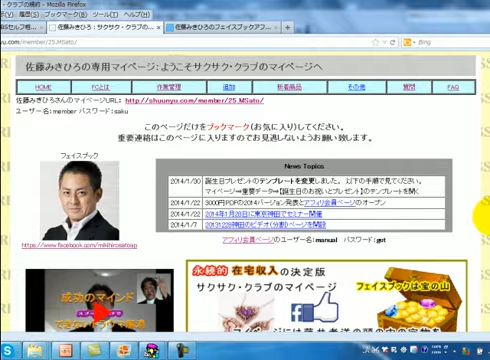 クラブの規約 - Mozilla Firefox
履歴(S) ブックマーク(B) ツール(T) ヘルプ(H)
佐藤みきひろ：サクサク・クラブの... 佐藤みきひろのフェイスブックアフ...
.com/member/25.MSato/
Bing
佐藤みきひろの専用マイページ：ようこそサクサク・クラブのマイページへ
HOME FCとは 作業管理 追加 新着商品 その他 質問 FAQ
佐藤みきひろさんのマイページURL: http://shuunyu.com/member/25_MSato/
ユーザー名：member パスワード：saku
このページだけをブックマーク(お気に入り)してください。
重要連絡はこのページに入りますのでお見逃しないようお願い致します。
フェイスブック
News Topics
2014/1/30 誕生日プレゼントのテンプレートを変更しました。以下の手順で見てください。
マイページ⇒重要データ⇒【誕生日のお祝いとプレゼント】のテンプレートを開く
2014/1/22 3000円PDFの2014バージョン発表とアフィリ会員ページのオープン
2014/1/22 2014年1月28日に東京神田でセミナー開催
2014/1/7 20131228神田のビデオ(分割)ページを開設
アフィリ会員ページのユーザー名：manual パスワード：get
成功のマインド
永続的 在宅収入の決定版
サクサク・クラブのマイページ
フェイスブックは宝の山